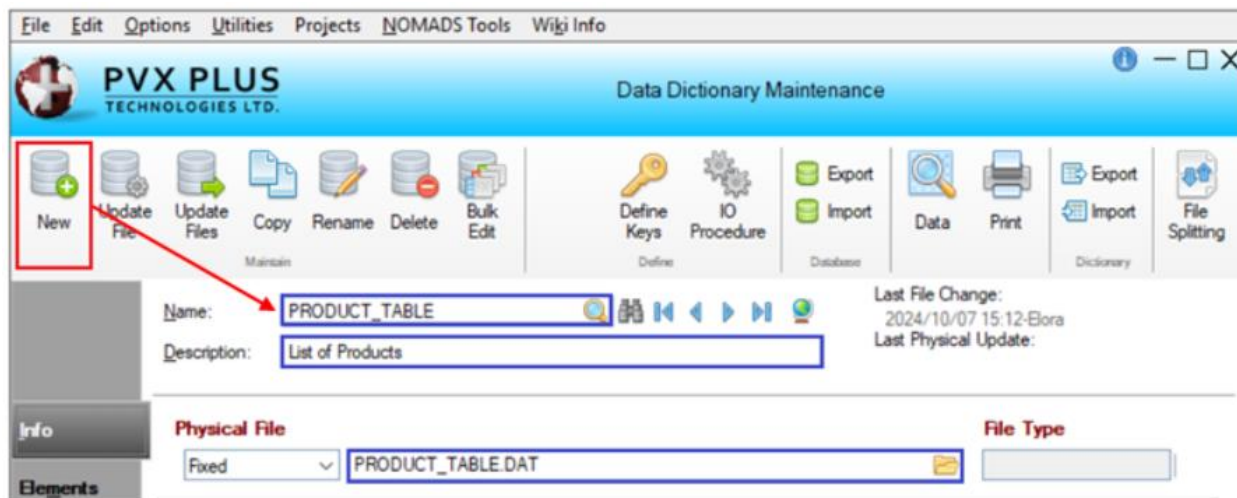 File Edit Options Utilities Projects NOMADS Tools Wiki Info
PVX PLUS
TECHNOLOGIES LTD.
Data Dictionary Maintenance
New
Update File
Update Files
Copy
Rename
Delete
Bulk Edit
Maintain
Define Keys
IO Procedure
Define
Export
Import
Database
Data
Print
Export
Import
Dictionary
File Splitting
Name: PRODUCT_TABLE
Description: List of Products
Last File Change:
2024/10/07 15:12-Elora
Last Physical Update:
Info
Physical File
File Type
Fixed PRODUCT_TABLE.DAT
Elements